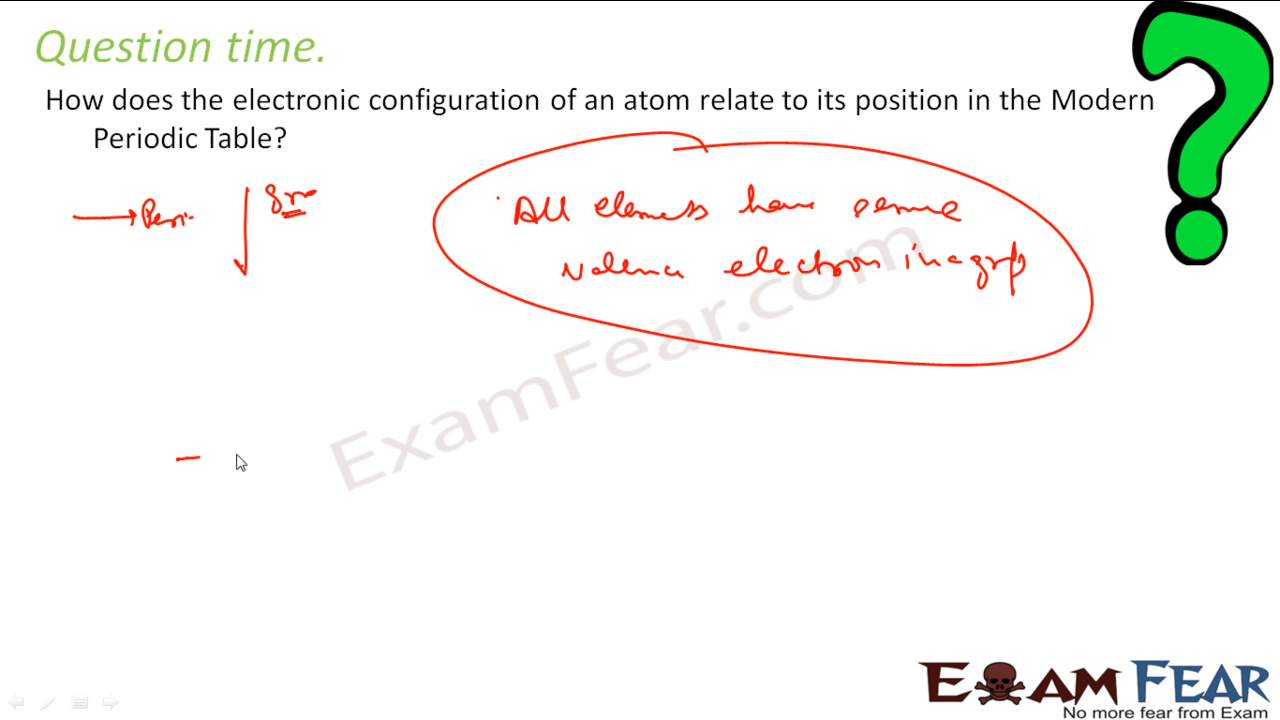 Question time.
How does the electronic configuration of an atom relate to its position in the Modern
Periodic Table?
Peri.
All elements have same
valence electron in a grp
ExamFear.com
EXAM FEAR
No more fear from Exam